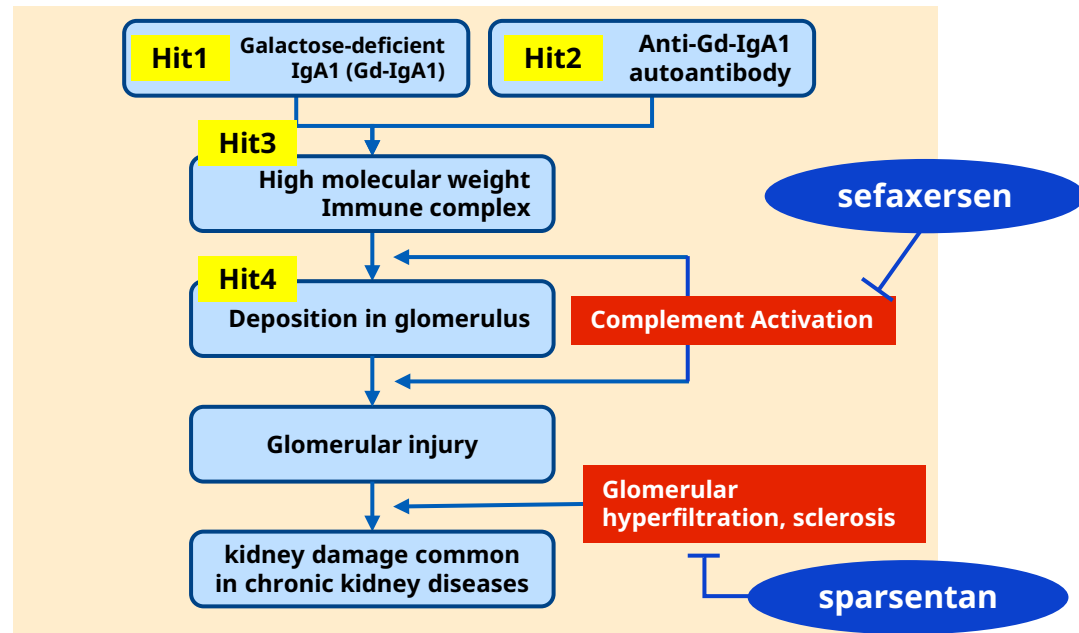 Hit1
Galactose-deficient
IgA1 (Gd-IgA1)
Hit2
Anti-Gd-IgA1
autoantibody
Hit3
High molecular weight
Immune complex
sefaxersen
Hit4
Deposition in glomerulus
Complement Activation
Glomerular injury
Glomerular
hyperfiltration, sclerosis
kidney damage common
in chronic kidney diseases
sparsentan